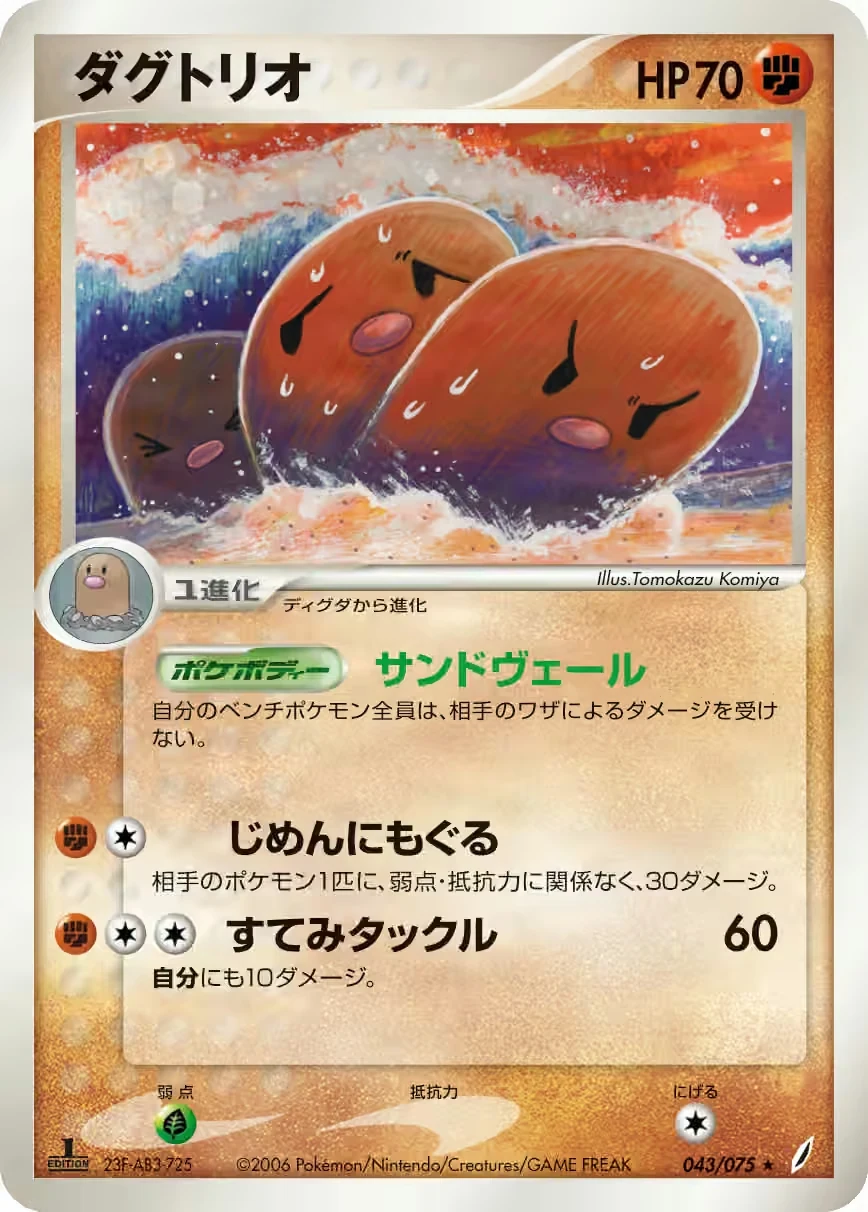 ダグトリオ HP70
Illus.Tomokazu Komiya
1進化
ディグダから進化
ポケボディー サンドヴェール
自分のベンチポケモン全員は、相手のワザによるダメージを受け
ない。
じめんにもぐる
相手のポケモン1匹に、弱点・抵抗力に関係なく、30ダメージ。
すてみタックル 60
自分にも10ダメージ。
弱点 抵抗力 にげる
1
EDITION 23F-AB3-725 ©2006 Pokémon/Nintendo/Creatures/GAME FREAK 043/075 ★